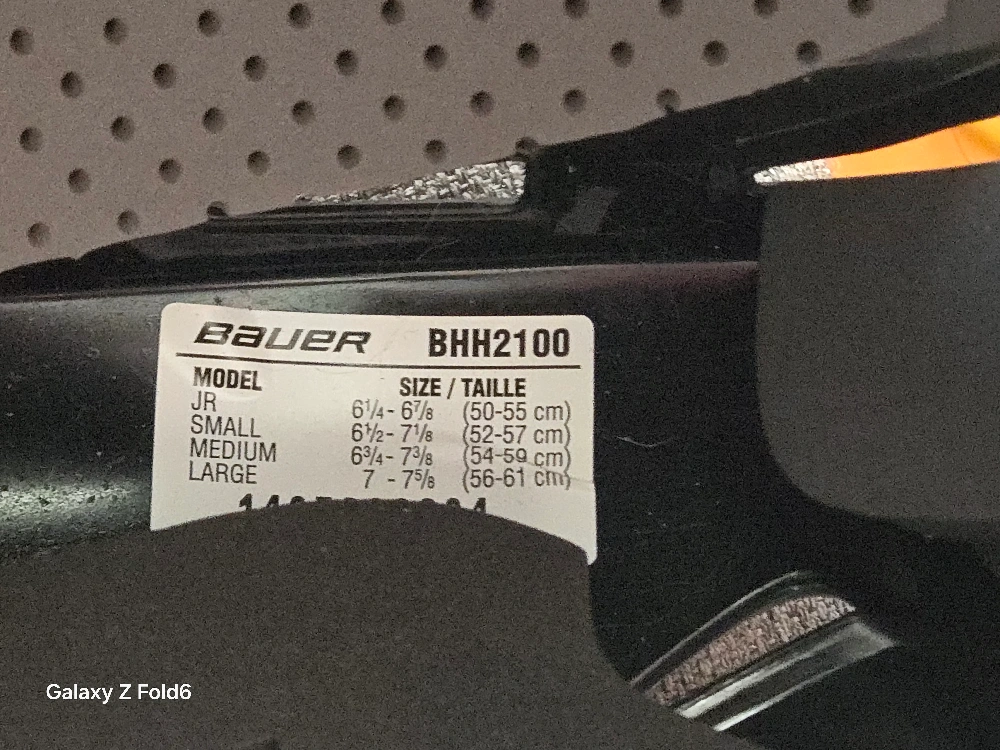 BAUER BHH2100
MODEL SIZE / TAILLE
JR 6¼ - 6⅞ (50-55 cm)
SMALL 6½ - 7⅛ (52-57 cm)
MEDIUM 6¾ - 7⅜ (54-59 cm)
LARGE 7 - 7⅝ (56-61 cm)
Galaxy Z Fold6